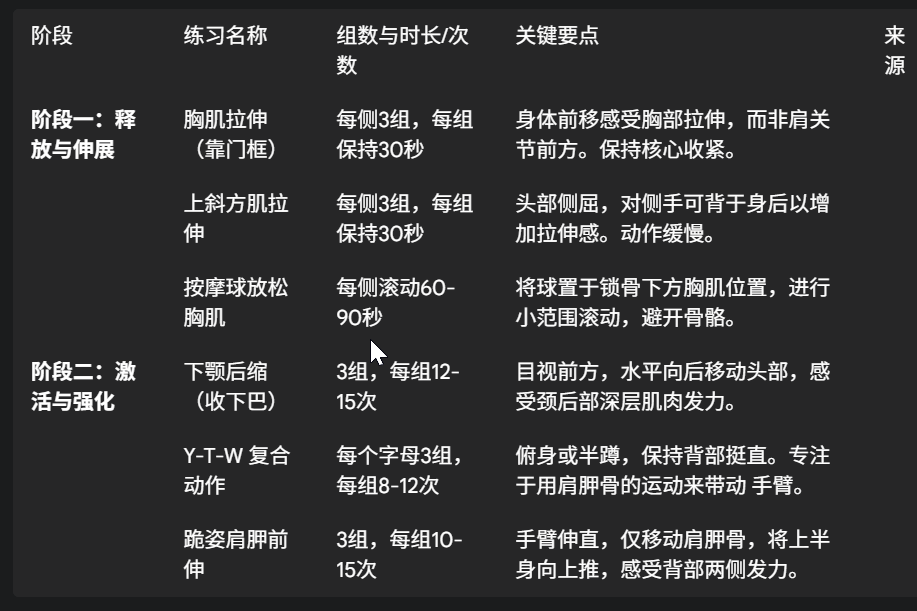 阶段 练习名称 组数与时长/次数 关键要点 来源
阶段一：释放与伸展 胸肌拉伸（靠门框） 每侧3组，每组保持30秒 身体前移感受胸部拉伸，而非肩关节前方。保持核心收紧。
上斜方肌拉伸 每侧3组，每组保持30秒 头部侧屈，对侧手可背于身后以增加拉伸感。动作缓慢。
按摩球放松胸肌 每侧滚动60-90秒 将球置于锁骨下方胸肌位置，进行小范围滚动，避开骨骼。
阶段二：激活与强化 下颚后缩（收下巴） 3组，每组12-15次 目视前方，水平向后移动头部，感受颈后部深层肌肉发力。
Y-T-W 复合动作 每个字母3组，每组8-12次 俯身或半蹲，保持背部挺直。专注于用肩胛骨的运动来带动 手臂。
跪姿肩胛前伸 3组，每组10-15次 手臂伸直，仅移动肩胛骨，将上半身向上推，感受背部两侧发力。